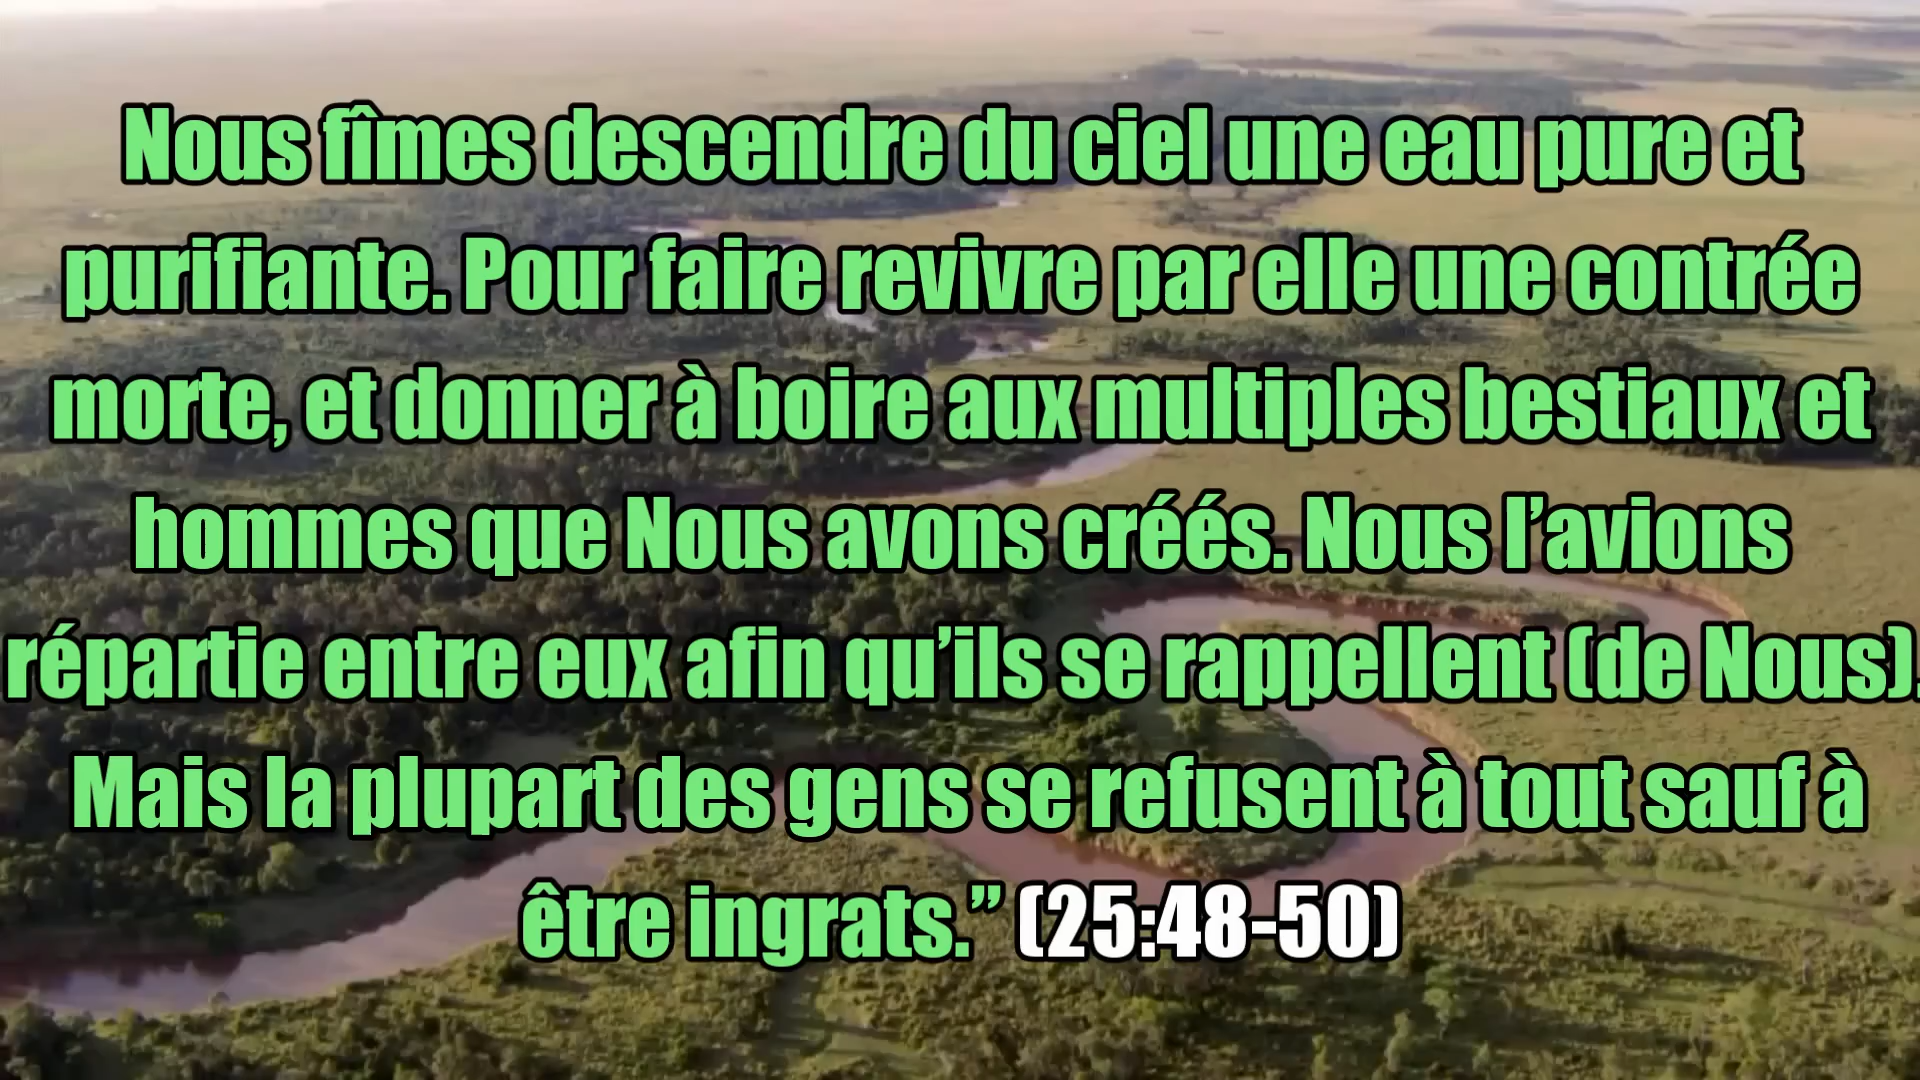 Nous fîmes descendre du ciel une eau pure et
purifiante. Pour faire revivre par elle une contrée
morte, et donner à boire aux multiples bestiaux et
hommes que Nous avons créés. Nous l’avions
répartie entre eux afin qu’ils se rappellent (de Nous).
Mais la plupart des gens se refusent à tout sauf à
être ingrats.” (25:48-50)